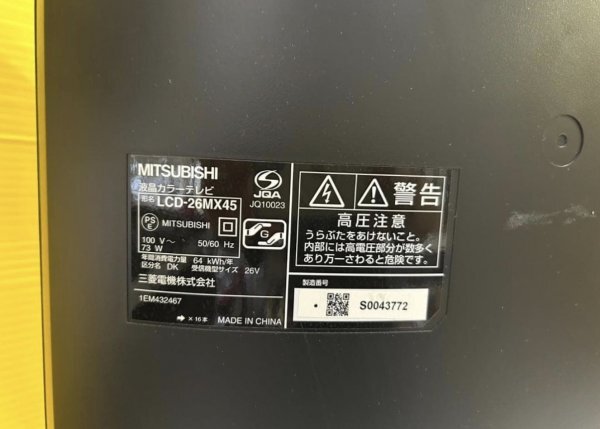 MITSUBISHI
液晶カラーテレビ
形名 LCD-26MX45
JQA
JQ10023
PS E MITSUBISHI
100 V～ 50/60 Hz
73 W
G
年間消費電力量 64 kWh/年
区分名 DK 受信機型サイズ 26V
三菱電機株式会社
1EM432467
× 16本 MADE IN CHINA
警告
高圧注意
うらぶたをあけないこと。
内部には高電圧部分が数多く
あり万一さわると危険です。
製造番号
S0043772